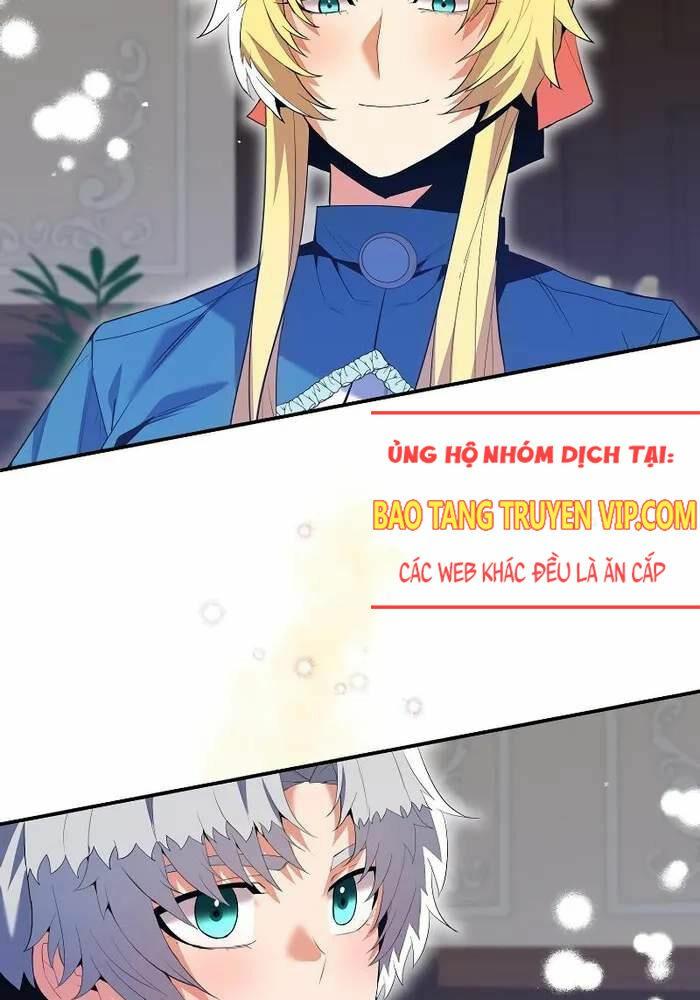 ỦNG HỘ NHÓM DỊCH TẠI:
BAO TANG TRUYEN VIP.COM
CÁC WEB KHÁC ĐỀU LÀ ĂN CẮP